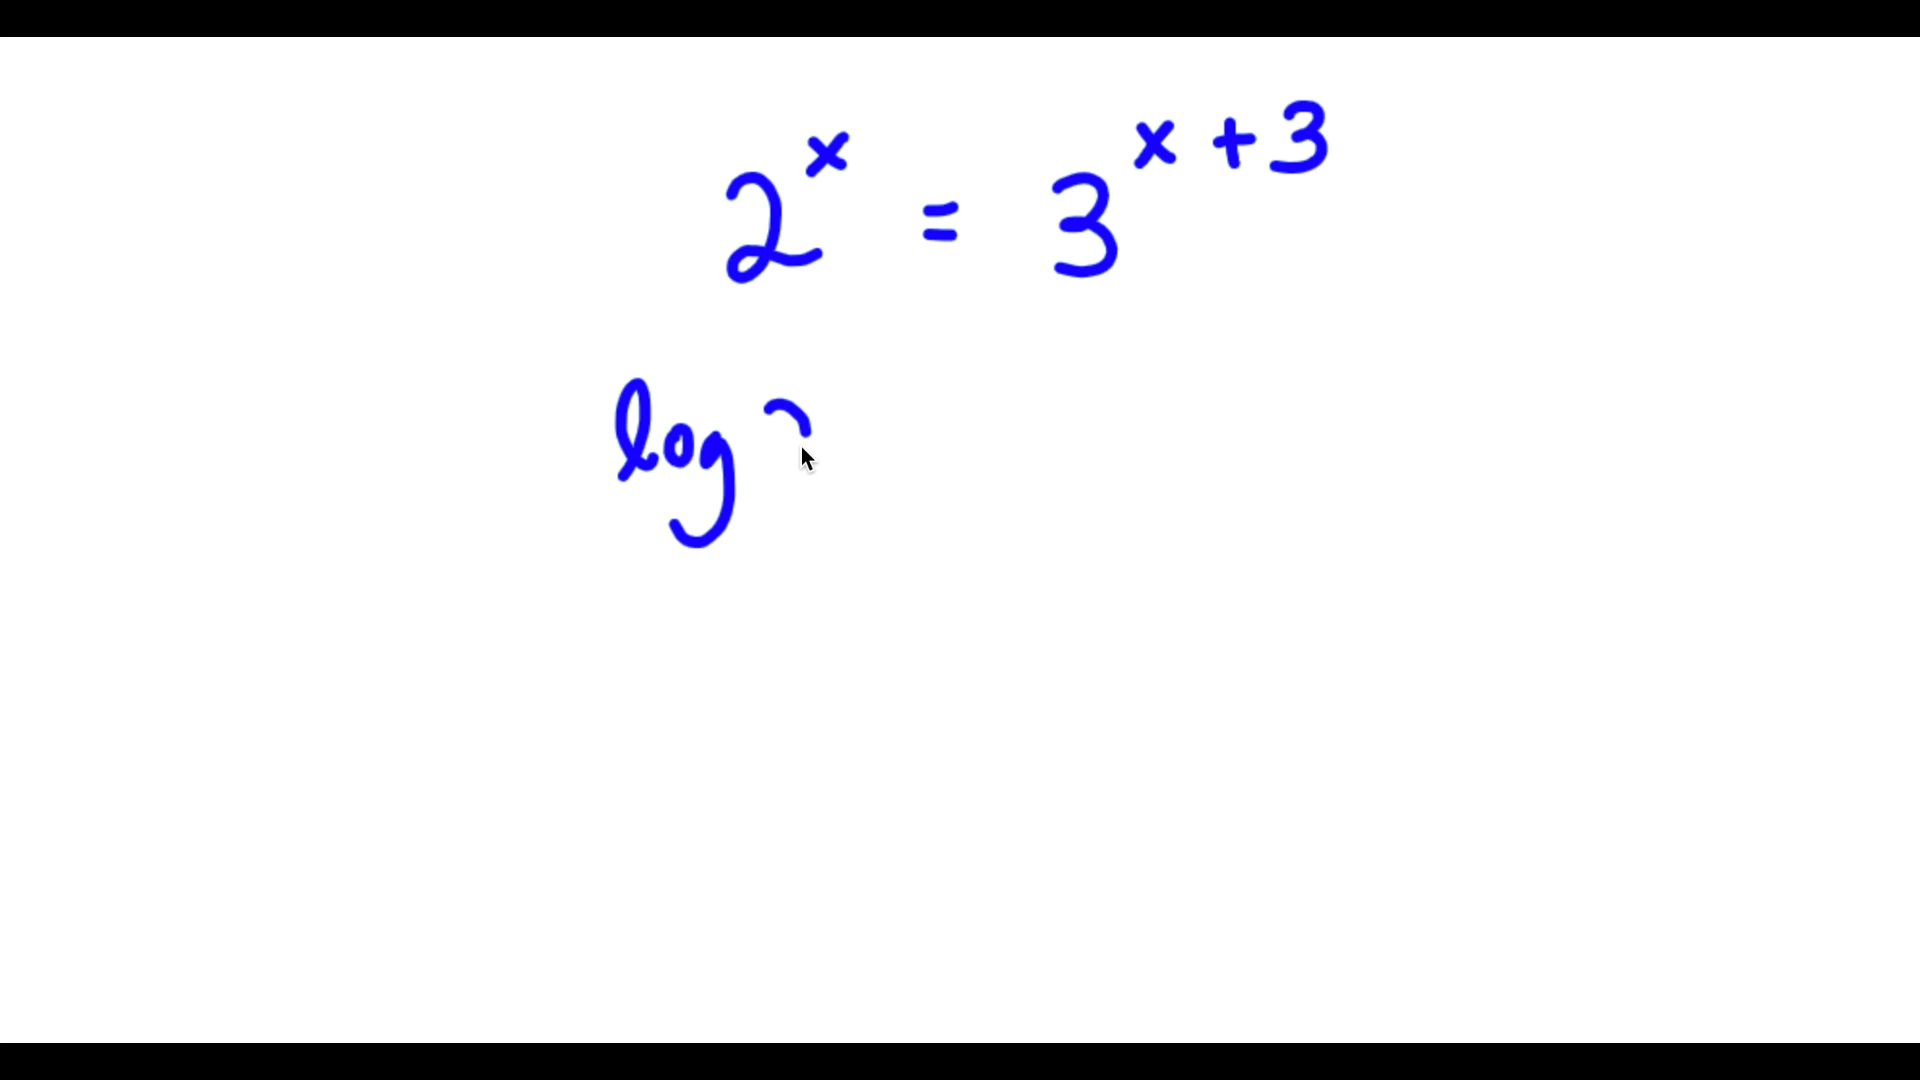 2^x = 3^{x+3}
log